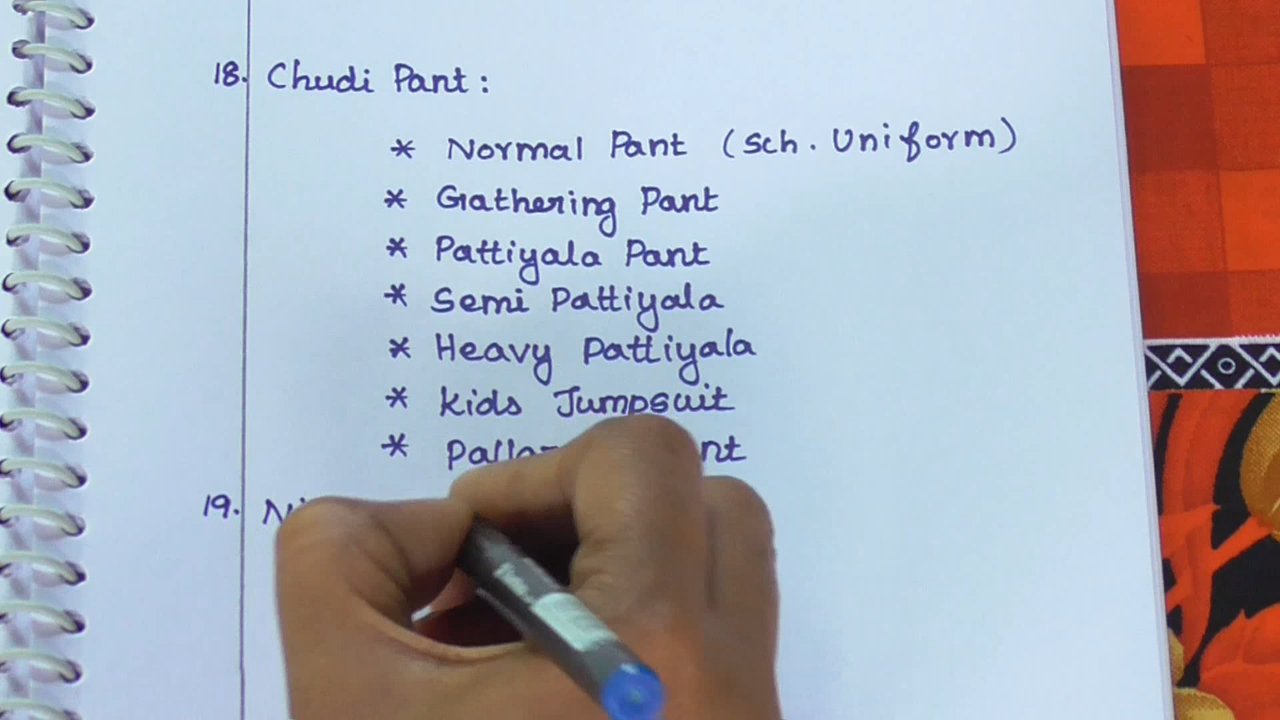 18. Chudi Pant:
* Normal Pant (Sch. Uniform)
* Gathering Pant
* Pattiyala Pant
* Semi Pattiyala
* Heavy Pattiyala
* Kids Jumpsuit
*
19.